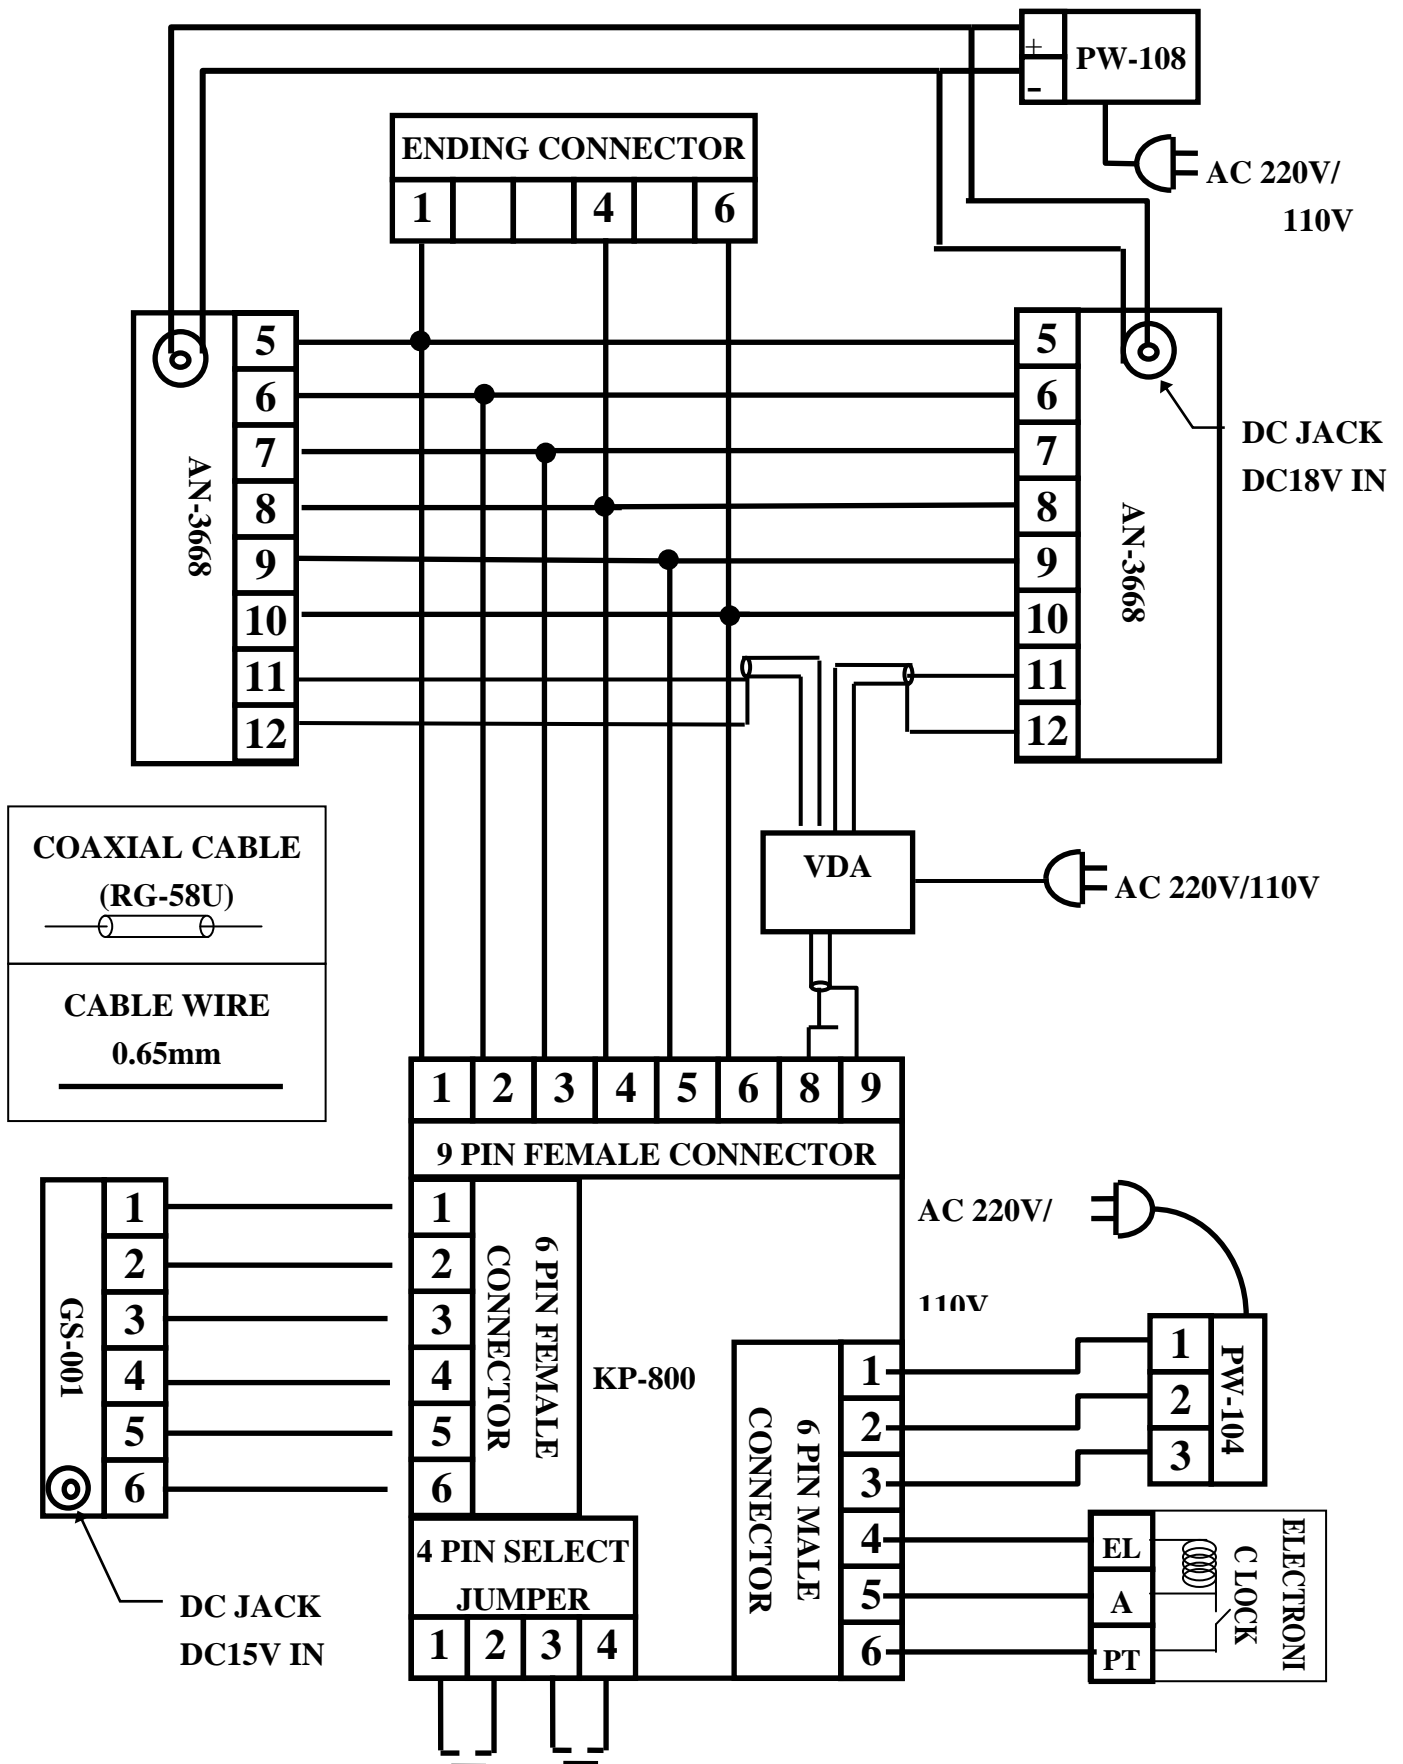 +
-
PW-108
AC 220V/
110V
ENDING CONNECTOR
1 4 6
AN-3668
5
6
7
8
9
10
11
12
5
6
7
8
9
10
11
12
AN-3668
DC JACK
DC18V IN
COAXIAL CABLE
(RG-58U)
CABLE WIRE
0.65mm
VDA
AC 220V/110V
1 2 3 4 5 6 8 9
9 PIN FEMALE CONNECTOR
GS-001
1
2
3
4
5
6
DC JACK
DC15V IN
1
2
3
4
5
6
6 PIN FEMALE
CONNECTOR
KP-800
4 PIN SELECT
JUMPER
1 2 3 4
6 PIN MALE
CONNECTOR
1
2
3
4
5
6
AC 220V/
110V
1
2
3
PW-104
EL
A
PT
ELECTRONI
C LOCK